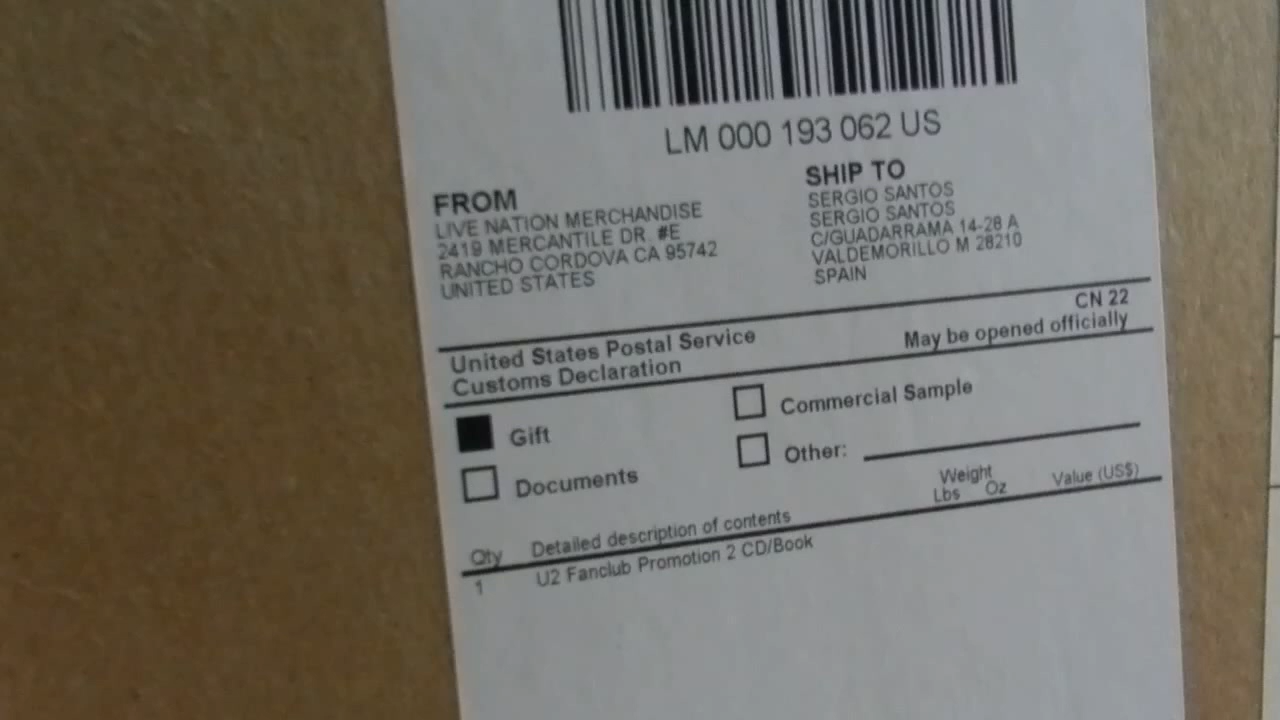 LM 000 193 062 US
FROM
LIVE NATION MERCHANDISE
2419 MERCANTILE DR. #E
RANCHO CORDOVA CA 95742
UNITED STATES
SHIP TO
SERGIO SANTOS
SERGIO SANTOS
C/GUADARRAMA 14-28 A
VALDEMORILLO M 28210
SPAIN
United States Postal Service
Customs Declaration
CN 22
May be opened officially
Gift
Commercial Sample
Documents
Other:
Qty Detailed description of contents
Weight
Lbs Oz
Value (US$)
1 U2 Fanclub Promotion 2 CD/Book